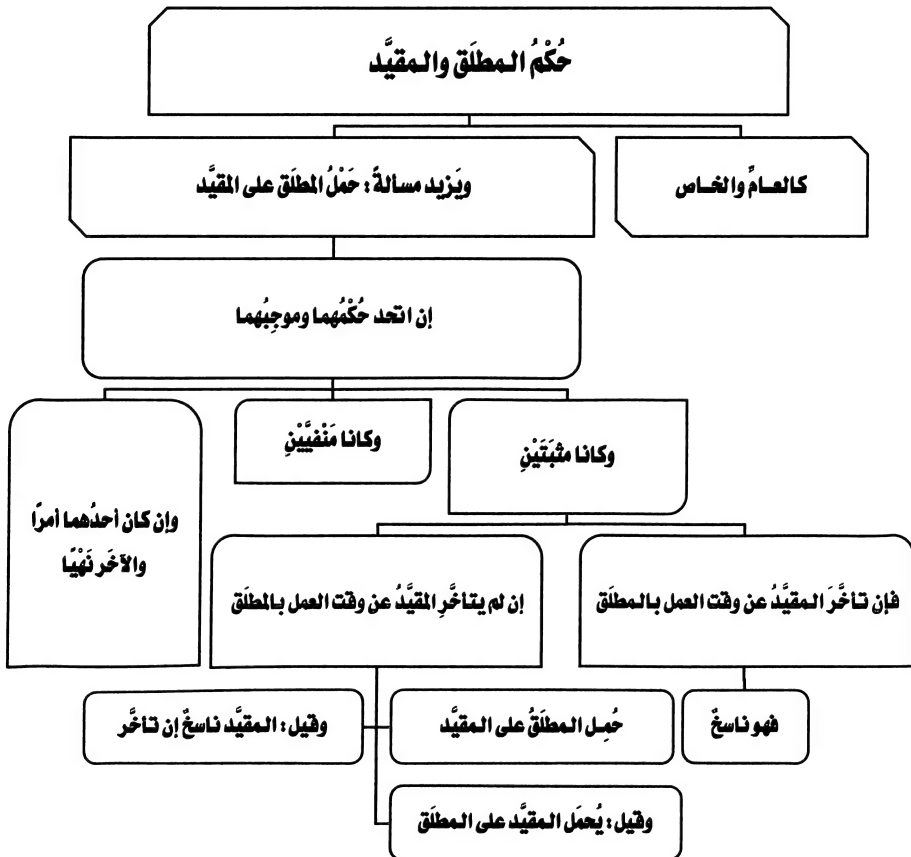 حُكْمُ المطلَق والمقيَّد
كالعامِّ والخاص
ويَزيد مسألةً: حَمْلُ المطلَق على المقيَّد
إن اتحد حُكْمُهما وموجِبُهما
وكانا مثبَتَيْنِ
وكانا مَنْفيَّيْنِ
وإن كان أحدُهما أمرًا
والآخَر نَهْيًا
فإن تأخَّرَ المقيَّدُ عن وقت العمل بالمطلَق
إن لم يتأخَّرِ المقيَّدُ عن وقت العمل بالمطلَق
فهو ناسخٌ
حُمِل المطلَقُ على المقيَّد
وقيل: المقيَّد ناسخٌ إن تأخَّر
وقيل: يُحمَل المقيَّد على المطلَق